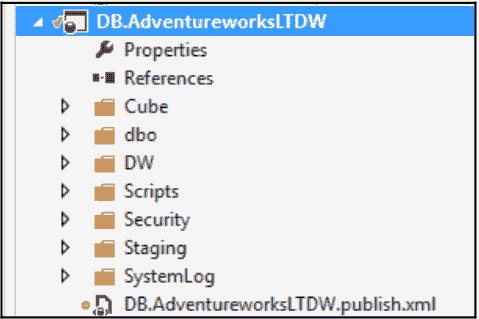 DB.AdventureworksLTDW
Properties
References
Cube
dbo
DW
Scripts
Security
Staging
SystemLog
DB.AdventureworksLTDW.publish.xml